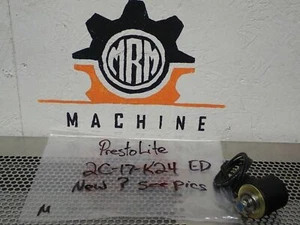 MRM
MACHINE
PrestoLite
2C-17-K24 ED
New ? See pics
M